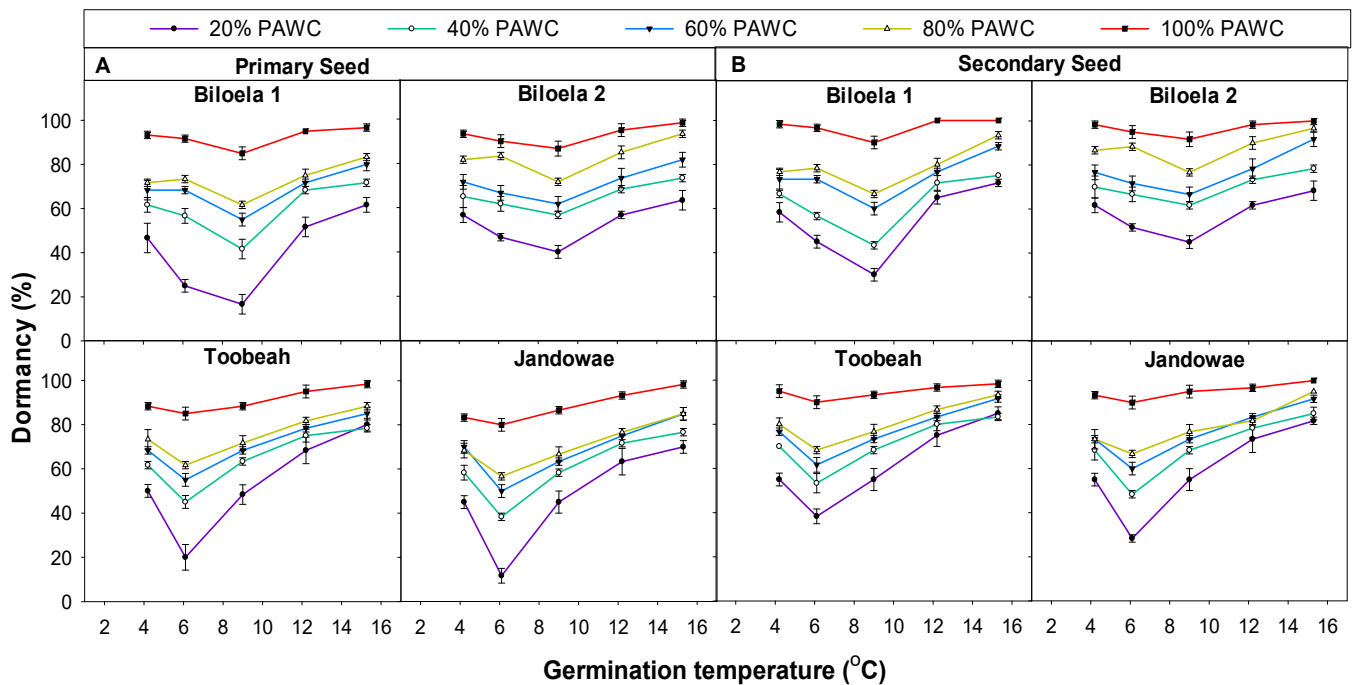 20% PAWC 40% PAWC 60% PAWC 80% PAWC 100% PAWC
A Primary Seed B Secondary Seed
Biloela 1 Biloela 2 Biloela 1 Biloela 2
100
80
60
40
20
0
Toobeah Jandowae Toobeah Jandowae
100
80
60
40
20
0
Dormancy (%)
2 4 6 8 10 12 14 16 2 4 6 8 10 12 14 16 2 4 6 8 10 12 14 16 2 4 6 8 10 12 14 16
Germination temperature (OC)